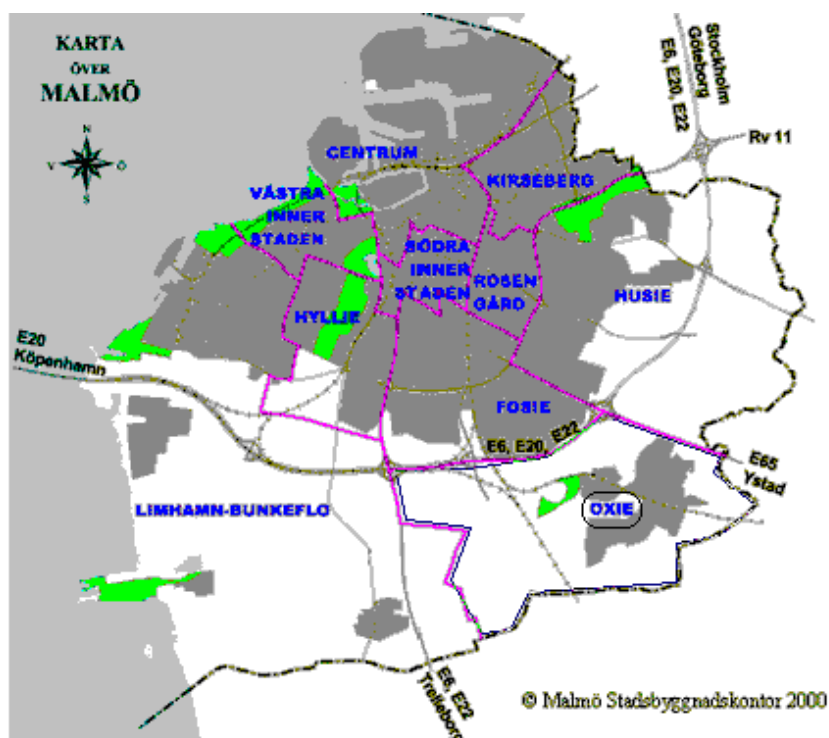 KARTA
ÖVER
MALMÖ
N
V
Ö
S
Stockholm
Göteborg
E6, E20, E22
Rv 11
CENTRUM
KIRSEBERG
VÄSTRA
INNER
STADEN
SÖDRA
INNER
STADEN
ROSEN
GÅRD
HUSIE
HYLLIE
E20
Köpenhamn
FOSIE
E6, E20, E22
E65
Ystad
LIMHAMN-BUNKEFLO
OXIE
E6, E22
Trelleborg
© Malmö Stadsbyggnadskontor 2000